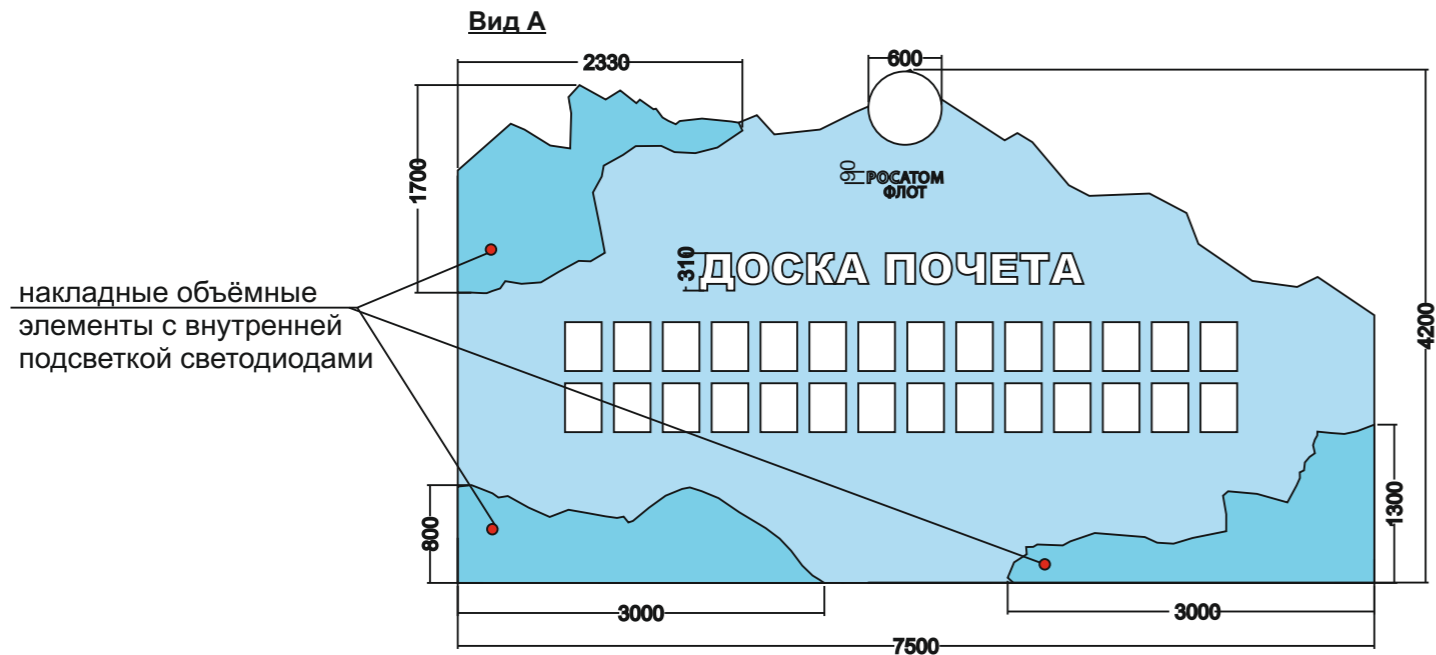 Вид А
2330
600
1700
90
РОСАТОМ
ФЛОТ
310
ДОСКА ПОЧЕТА
накладные объёмные
элементы с внутренней
подсветкой светодиодами
4200
800
1300
3000
3000
7500